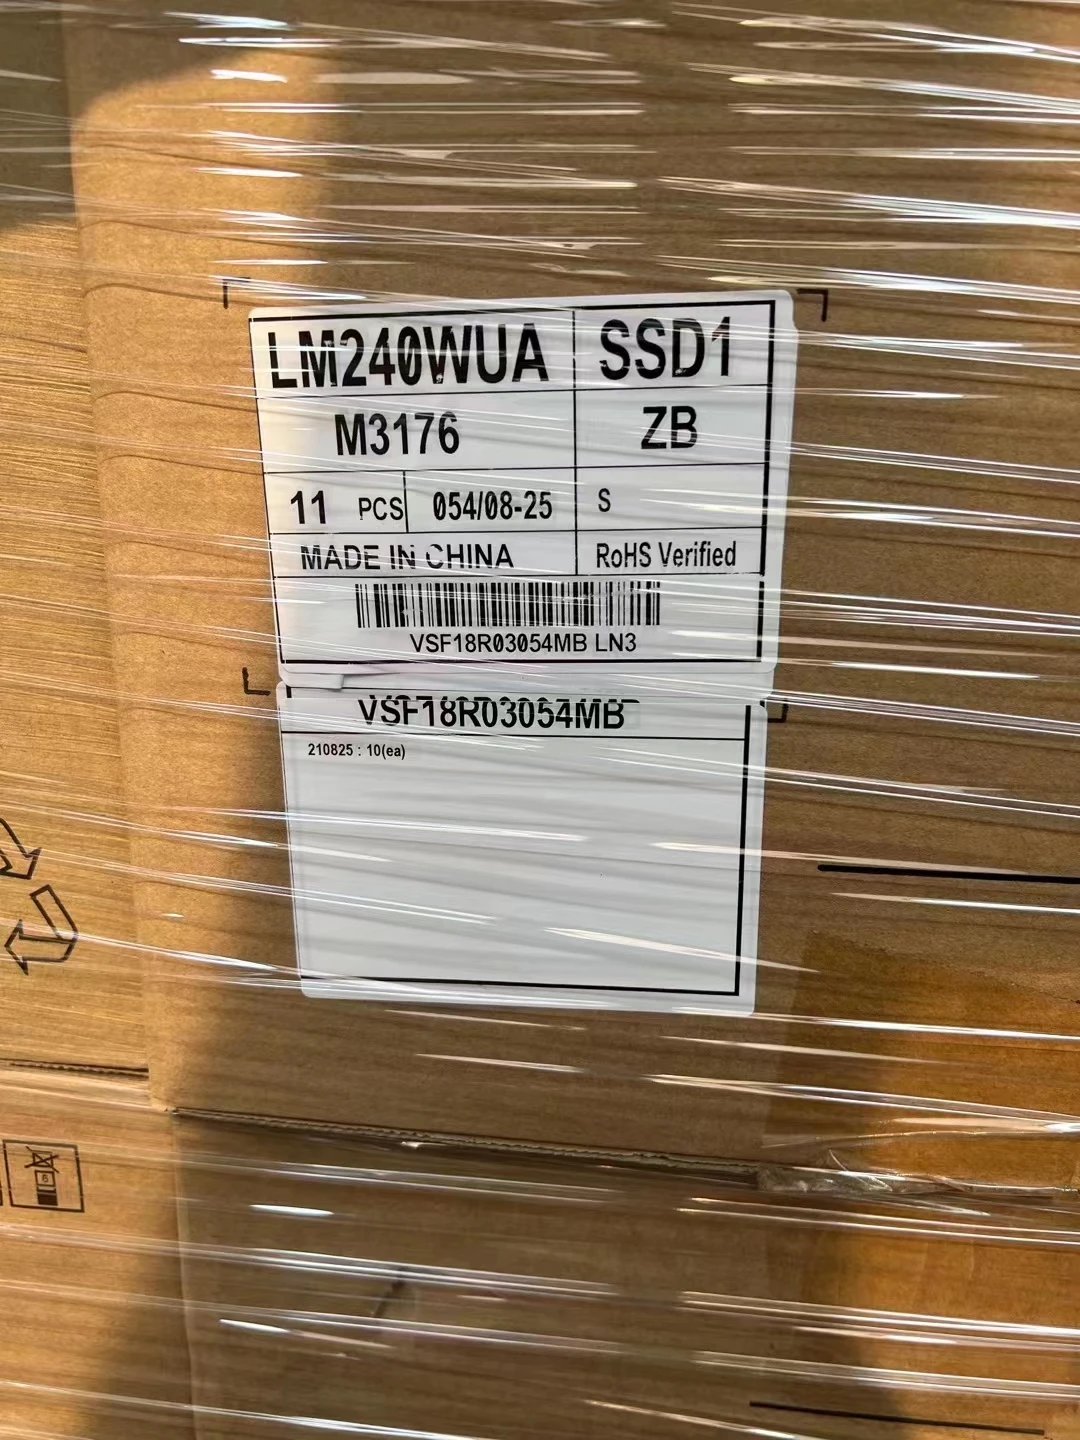 LM240WUA SSD1
M3176 ZB
11 PCS 054/08-25 S
MADE IN CHINA RoHS Verified
VSF18R03054MB LN3
VSF18R03054MB
210825 : 10(ea)
6